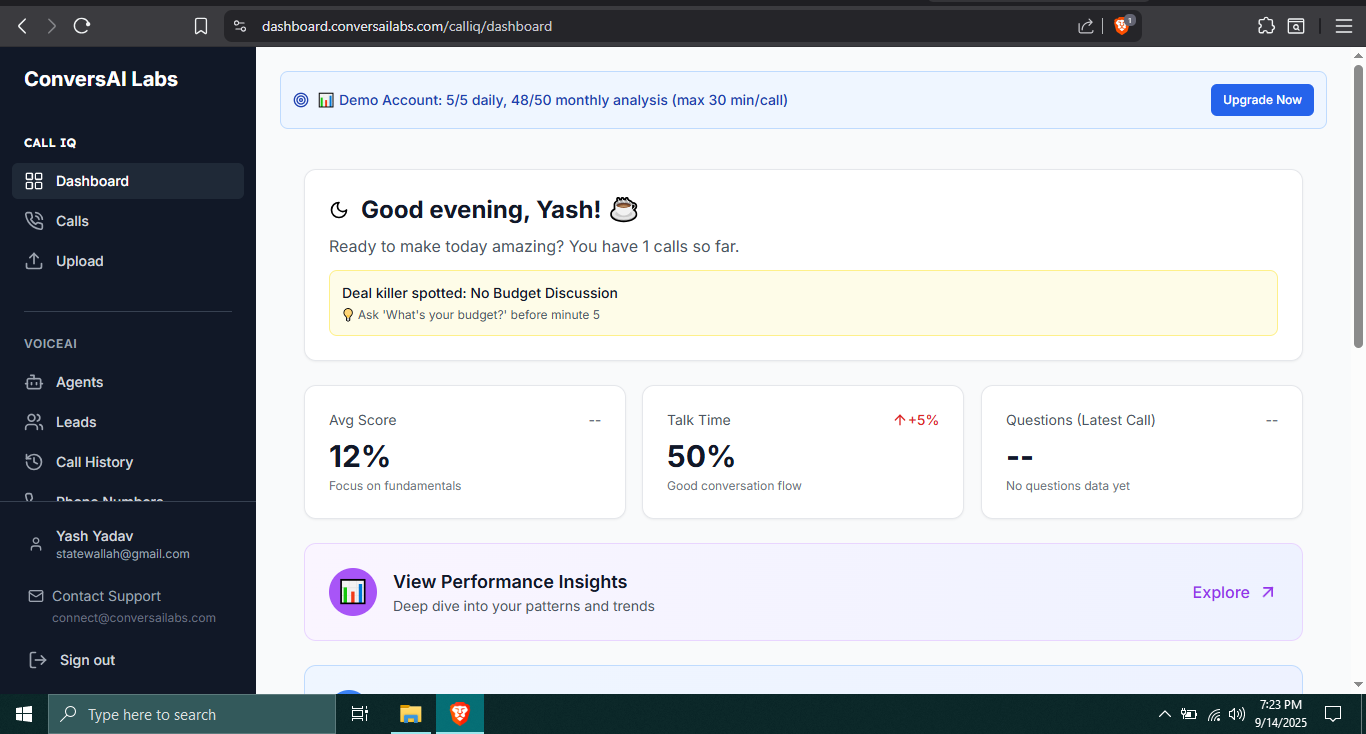 dashboard.conversailabs.com/calliq/dashboard
1
ConversAI Labs
CALL IQ
Dashboard
Calls
Upload
VOICEAI
Agents
Leads
Call History
Phone Numbers
Yash Yadav
statewallah@gmail.com
Contact Support
connect@conversailabs.com
Sign out
Demo Account: 5/5 daily, 48/50 monthly analysis (max 30 min/call)
Upgrade Now
Good evening, Yash!
Ready to make today amazing? You have 1 calls so far.
Deal killer spotted: No Budget Discussion
Ask 'What's your budget?' before minute 5
Avg Score --
12%
Focus on fundamentals
Talk Time ↑+5%
50%
Good conversation flow
Questions (Latest Call) --
--
No questions data yet
View Performance Insights
Deep dive into your patterns and trends
Explore
Type here to search
7:23 PM
9/14/2025